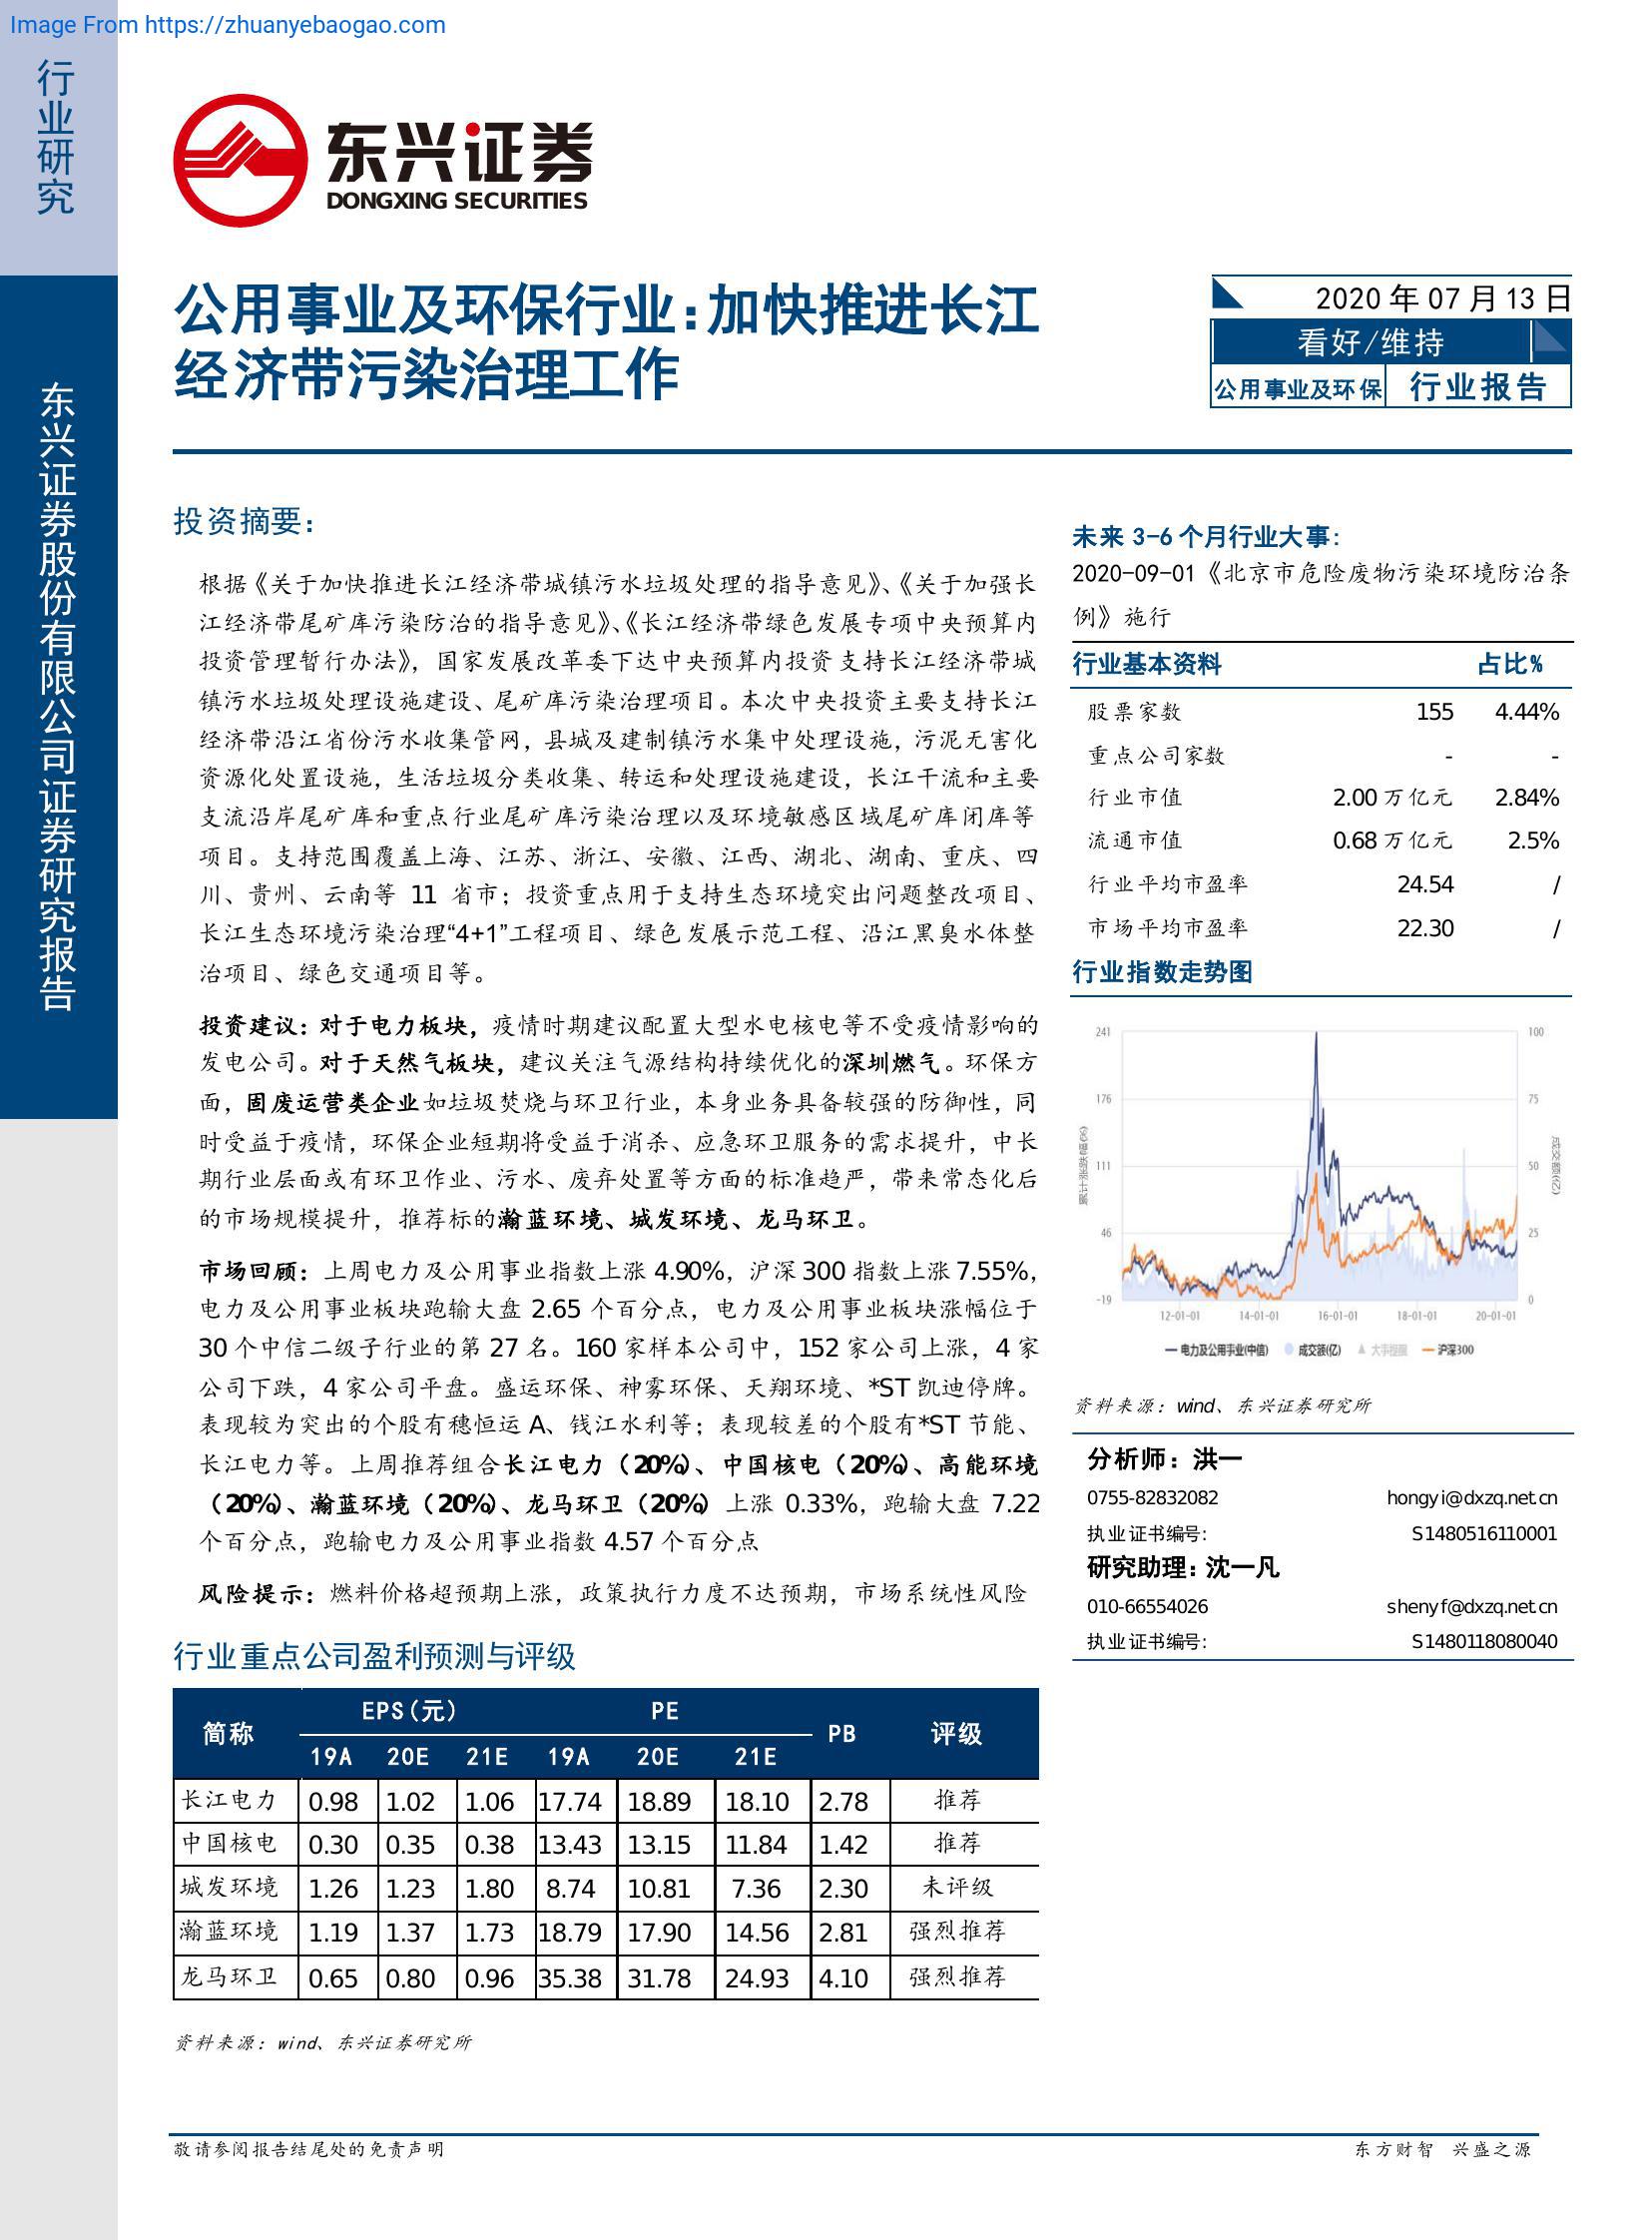 Image From https://zhuanyebaogao.com
行业研究
东兴证券股份有限公司证券研究报告
东兴证券
DONGXING SECURITIES
公用事业及环保行业：加快推进长江
经济带污染治理工作
2020 年 07 月 13 日
看好/维持
公用事业及环保 行业报告
投资摘要：
根据《关于加快推进长江经济带城镇污水垃圾处理的指导意见》、《关于加强长
江经济带尾矿库污染防治的指导意见》、《长江经济带绿色发展专项中央预算内
投资管理暂行办法》，国家发展改革委下达中央预算内投资支持长江经济带城
镇污水垃圾处理设施建设、尾矿库污染治理项目。本次中央投资主要支持长江
经济带沿江省份污水收集管网，县城及建制镇污水集中处理设施，污泥无害化
资源化处置设施，生活垃圾分类收集、转运和处理设施建设，长江干流和主要
支流沿岸尾矿库和重点行业尾矿库污染治理以及环境敏感区域尾矿库闭库等
项目。支持范围覆盖上海、江苏、浙江、安徽、江西、湖北、湖南、重庆、四
川、贵州、云南等 11 省市；投资重点用于支持生态环境突出问题整改项目、
长江生态环境污染治理“4+1”工程项目、绿色发展示范工程、沿江黑臭水体整
治项目、绿色交通项目等。
投资建议：对于电力板块，疫情时期建议配置大型水电核电等不受疫情影响的
发电公司。对于天然气板块，建议关注气源结构持续优化的深圳燃气。环保方
面，固废运营类企业如垃圾焚烧与环卫行业，本身业务具备较强的防御性，同
时受益于疫情，环保企业短期将受益于消杀、应急环卫服务的需求提升，中长
期行业层面或有环卫作业、污水、废弃处置等方面的标准趋严，带来常态化后
的市场规模提升，推荐标的瀚蓝环境、城发环境、龙马环卫。
市场回顾：上周电力及公用事业指数上涨 4.90%，沪深 300 指数上涨 7.55%，
电力及公用事业板块跑输大盘 2.65 个百分点，电力及公用事业板块涨幅位于
30 个中信二级子行业的第 27 名。160 家样本公司中，152 家公司上涨，4 家
公司下跌，4 家公司平盘。盛运环保、神雾环保、天翔环境、*ST 凯迪停牌。
表现较为突出的个股有穗恒运 A、钱江水利等；表现较差的个股有*ST 节能、
长江电力等。上周推荐组合长江电力（20%）、中国核电（20%）、高能环境
（20%）、瀚蓝环境（20%）、龙马环卫（20%）上涨 0.33%，跑输大盘 7.22
个百分点，跑输电力及公用事业指数 4.57 个百分点
风险提示：燃料价格超预期上涨，政策执行力度不达预期，市场系统性风险
行业重点公司盈利预测与评级
简称 EPS(元) PE PB 评级
19A 20E 21E 19A 20E 21E
长江电力 0.98 1.02 1.06 17.74 18.89 18.10 2.78 推荐
中国核电 0.30 0.35 0.38 13.43 13.15 11.84 1.42 推荐
城发环境 1.26 1.23 1.80 8.74 10.81 7.36 2.30 未评级
瀚蓝环境 1.19 1.37 1.73 18.79 17.90 14.56 2.81 强烈推荐
龙马环卫 0.65 0.80 0.96 35.38 31.78 24.93 4.10 强烈推荐
资料来源：wind、东兴证券研究所
未来 3-6 个月行业大事：
2020-09-01《北京市危险废物污染环境防治条
例》施行
行业基本资料 占比%
股票家数 155 4.44%
重点公司家数 - -
行业市值 2.00 万亿元 2.84%
流通市值 0.68 万亿元 2.5%
行业平均市盈率 24.54 /
市场平均市盈率 22.30 /
行业指数走势图
累计涨跌幅(%)
241
176
111
46
-19
100
75
50
25
0
成交额(亿)
12-01-01 14-01-01 16-01-01 18-01-01 20-01-01
电力及公用事业(中信) 成交额(亿) 大事提醒 沪深300
资料来源：wind、东兴证券研究所
分析师：洪一
0755-82832082 hongyi@dxzq.net.cn
执业证书编号: S1480516110001
研究助理：沈一凡
010-66554026 shenyf@dxzq.net.cn
执业证书编号: S1480118080040
敬请参阅报告结尾处的免责声明
东方财智 兴盛之源